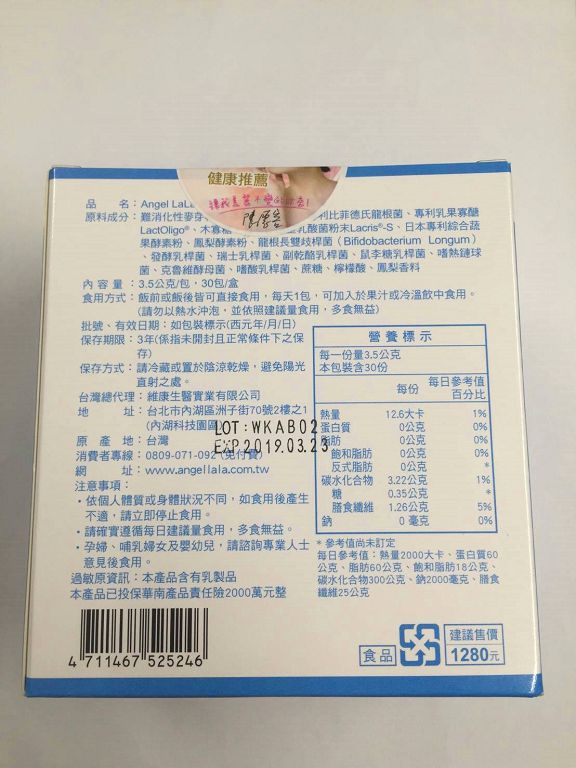 健康推薦
品 名：Angel LaLa
原料成分：難消化性麥芽 利比菲德氏龍根菌、專利乳果寡醣
LactOligo®、木寡糖 乳酸菌粉末Lacris®-S、日本專利綜合蔬
果酵素粉、鳳梨酵素粉、龍根長雙歧桿菌（Bifidobacterium Longum）
、發酵乳桿菌、瑞士乳桿菌、副乾酪乳桿菌、鼠李糖乳桿菌、嗜熱鏈球
菌、克魯維酵母菌、嗜酸乳桿菌、蔗糖、檸檬酸、鳳梨香料
內 容 量：3.5公克/包，30包/盒
食用方式：飯前或飯後皆可直接食用，每天1包，可加入於果汁或冷溫飲中食用。
(請勿以熱水沖泡，並依照建議量食用，多食無益)
批號、有效日期：如包裝標示(西元年/月/日)
保存期限：3年(係指未開封且正常條件下之保
存)
保存方式：請冷藏或置於陰涼乾燥，避免陽光
直射之處。
台灣總代理：維康生醫實業有限公司
地 址：台北市內湖區洲子街70號2樓之1
(內湖科技園區)
LOT：WKAB02
原 產 地：台灣
EXP 2019.03.23
消費者專線：0809-071-092 (免付費)
網 址：www.angellala.com.tw
注意事項：
・依個人體質或身體狀況不同，如食用後產生
不適，請立即停止食用。
・請確實遵循每日建議量食用，多食無益。
・孕婦、哺乳婦女及嬰幼兒，請諮詢專業人士
意見後食用。
過敏原資訊：本產品含有乳製品
本產品已投保華南產品責任險2000萬元整
營養標示
每一份量3.5公克
本包裝含30份
每份 每日參考值
百分比
熱量 12.6大卡 1%
蛋白質 0公克 0%
脂肪 0公克 0%
飽和脂肪 0公克 0%
反式脂肪 0公克 *
碳水化合物 3.22公克 1%
糖 0.35公克 *
膳食纖維 1.26公克 5%
鈉 0 毫克 0%
* 參考值尚未訂定
每日參考值：熱量2000大卡、蛋白質60
公克、脂肪60公克、飽和脂肪18公克、
碳水化合物300公克、鈉2000毫克、膳食
纖維25公克
4 711467 525246
食品
建議售價
1280元